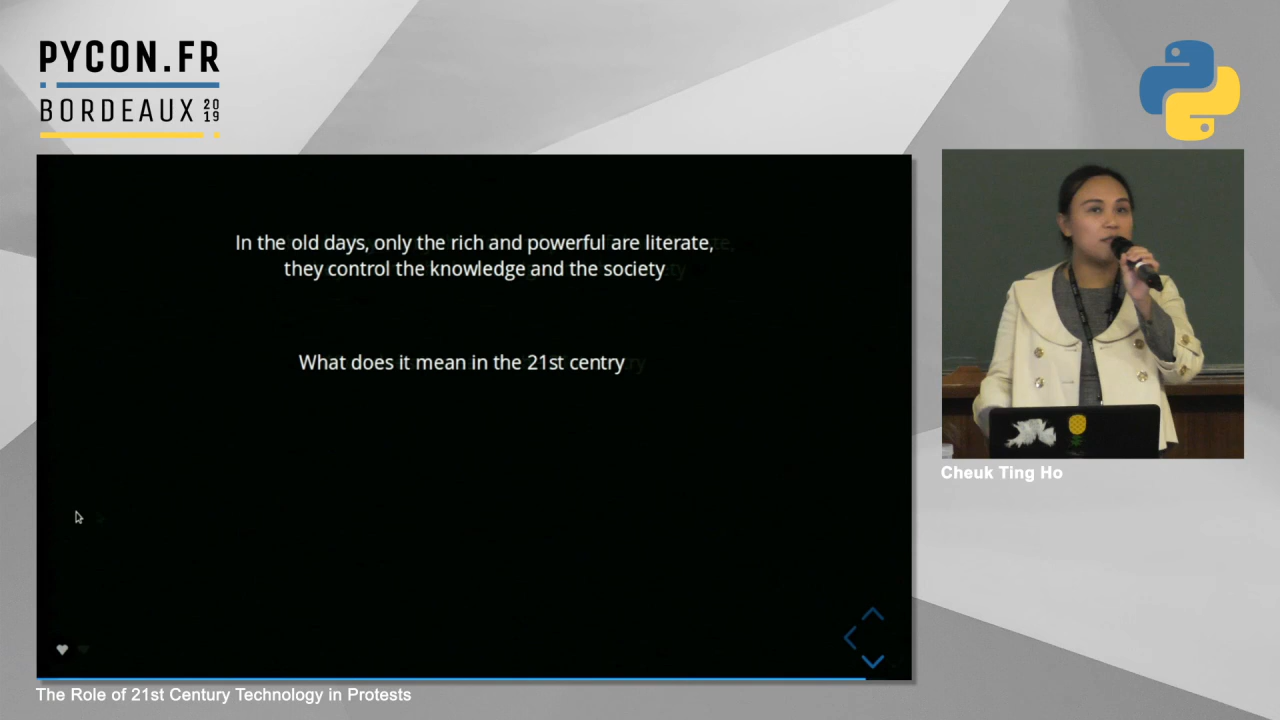 PYCON.FR
BORDEAUX 2019
In the old days, only the rich and powerful are literate,
they control the knowledge and the society
What does it mean in the 21st centry
Cheuk Ting Ho
The Role of 21st Century Technology in Protests